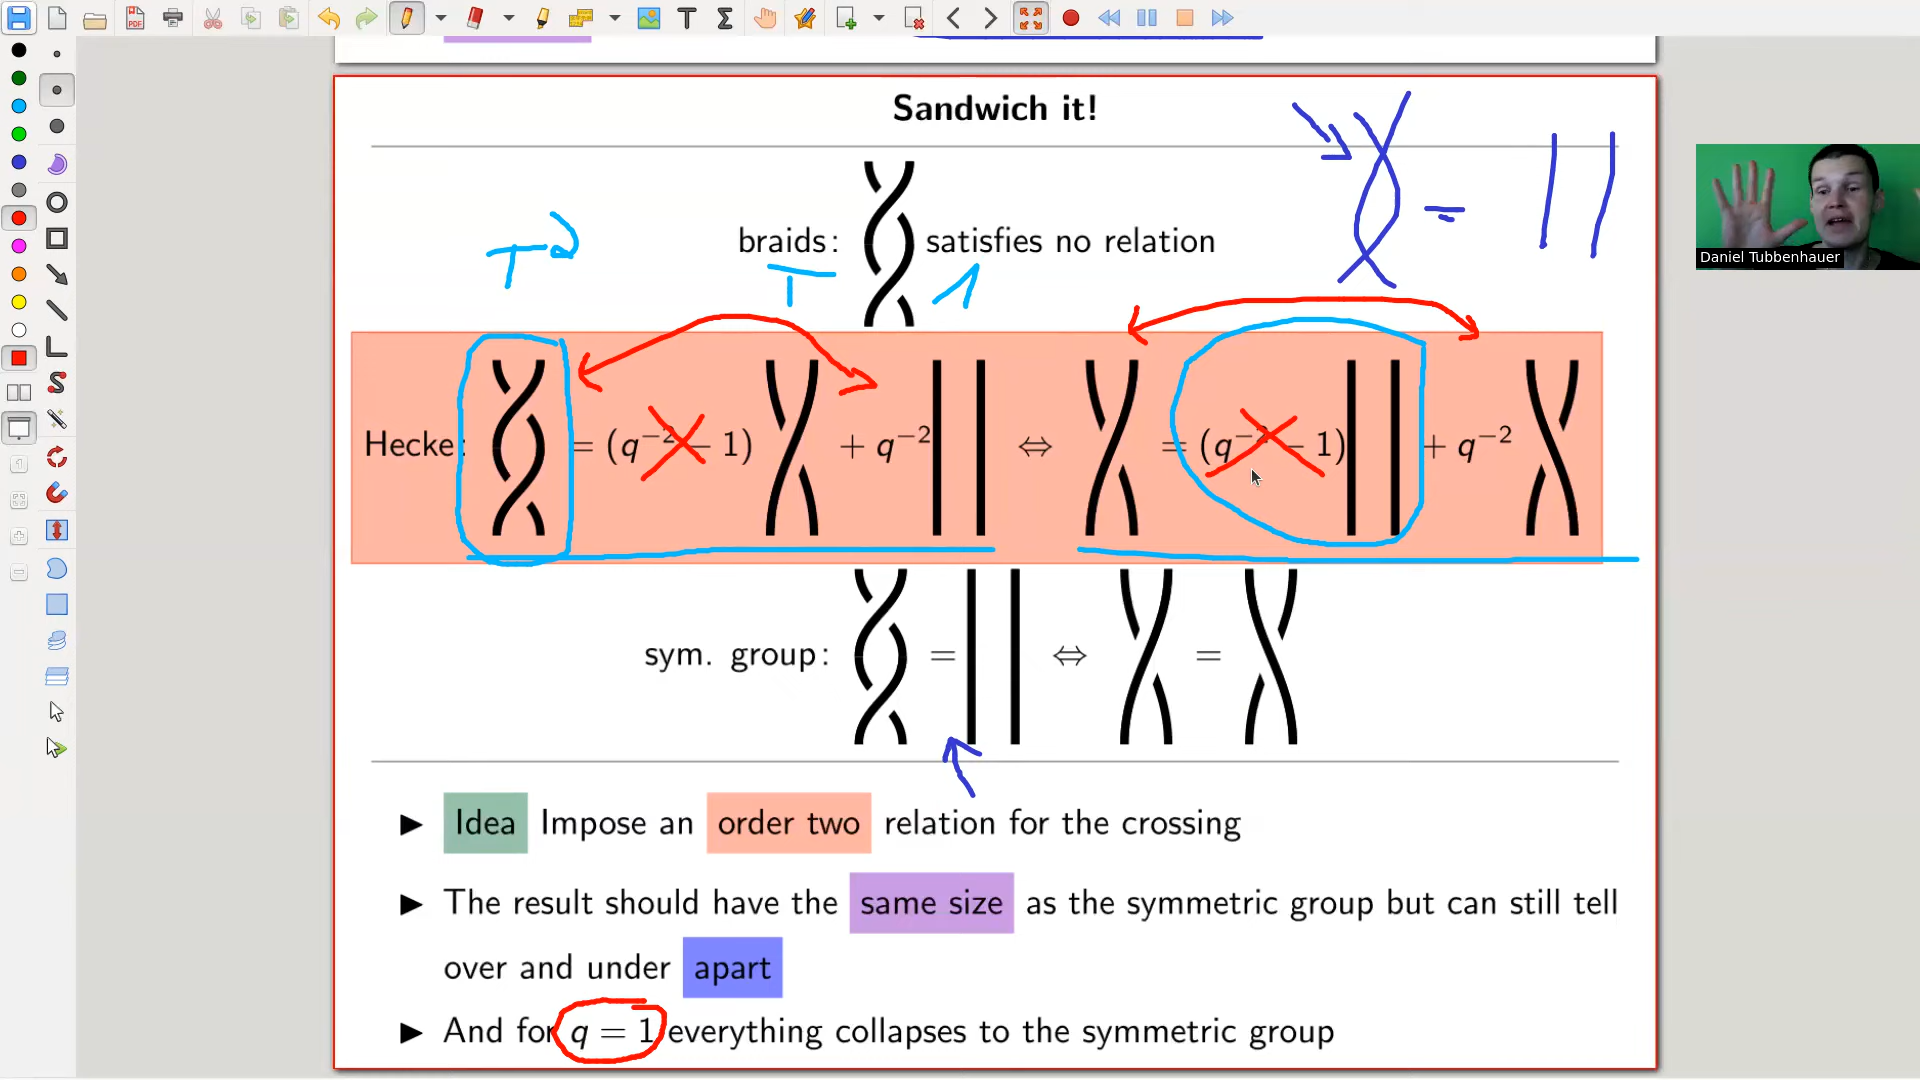 Sandwich it!
braids: satisfies no relation
T² T 1
=
Hecke: = (q⁻² − 1) + q⁻² ⇔ = (q⁻² − 1) + q⁻²
sym. group: = ⇔ =
▶ Idea Impose an order two relation for the crossing
▶ The result should have the same size as the symmetric group but can still tell
over and under apart
▶ And for q = 1 everything collapses to the symmetric group
Daniel Tubbenhauer